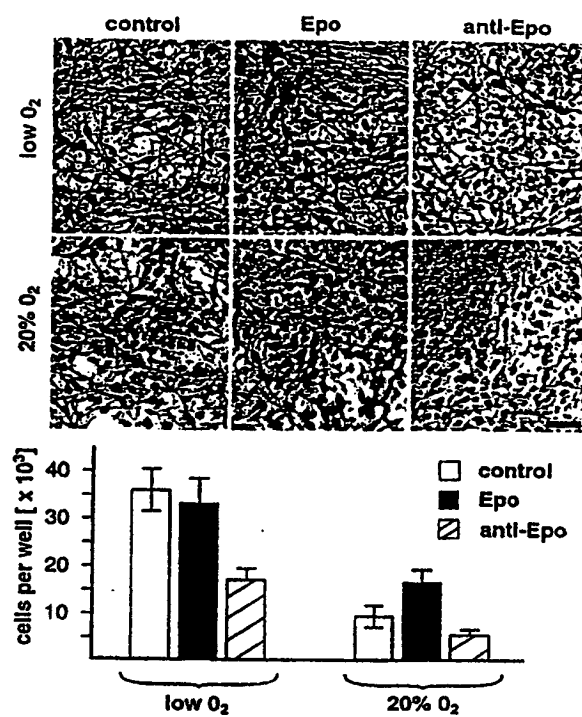 control Epo anti-Epo
low O₂
20% O₂
cells per well [ x 10³]
40
30
20
10
control
Epo
anti-Epo
low O₂ 20% O₂